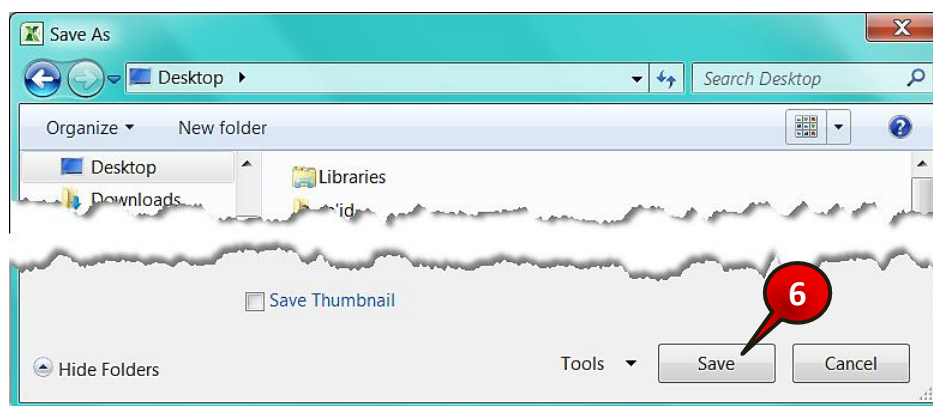 Save As
Desktop
Search Desktop
Organize New folder
Desktop
Libraries
Downloads
Save Thumbnail
6
Hide Folders
Tools Save Cancel